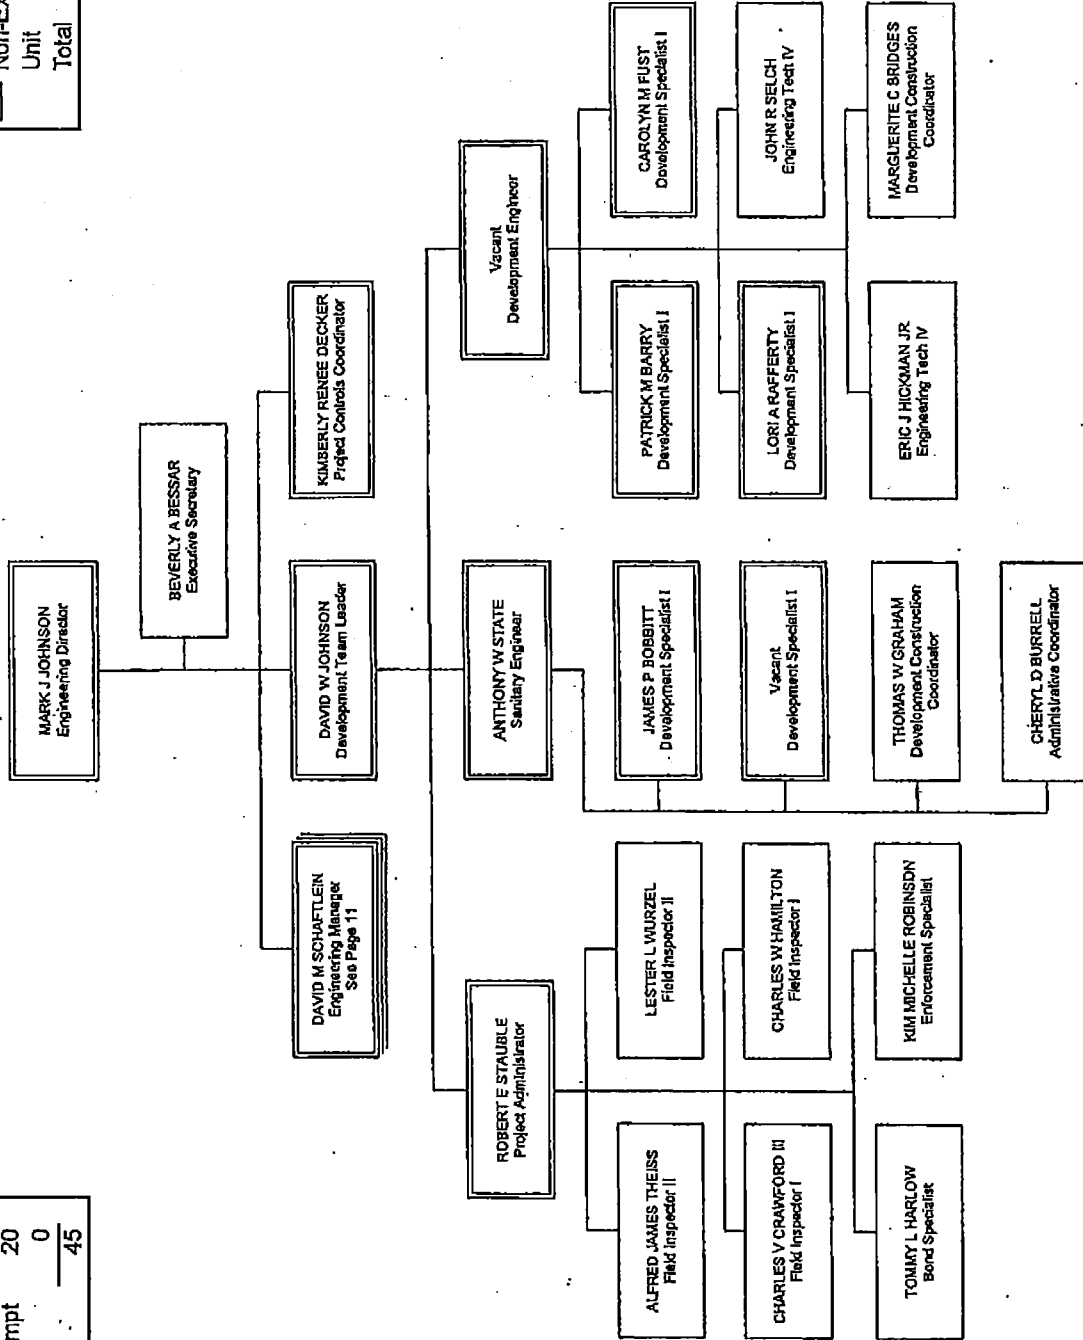 mpt 20
0
45
Non-Ex
Unit
Total
MARK J JOHNSON
Engineering Director
BEVERLY A BESSAR
Executive Secretary
DAVID M SCHAFTLEIN
Engineering Manager
See Page 11
DAVID W JOHNSON
Development Team Leader
KIMBERLY RENEE DECKER
Project Controls Coordinator
ROBERT E STAUBLE
Project Administrator
ANTHONY W STATE
Sanitary Engineer
Vacant
Development Engineer
ALFRED JAMES THEISS
Field Inspector II
LESTER L WURZEL
Field Inspector II
JAMES P BOBBITT
Development Specialist I
PATRICK M BARRY
Development Specialist I
CAROLYN M FUST
Development Specialist I
CHARLES V CRAWFORD III
Field Inspector I
CHARLES W HAMILTON
Field Inspector I
Vacant
Development Specialist I
LORI A RAFFERTY
Development Specialist I
JOHN R SELCH
Engineering Tech IV
TOMMY L HARLOW
Bond Specialist
KIM MICHELLE ROBINSON
Enforcement Specialist
THOMAS W GRAHAM
Development Construction
Coordinator
ERIC J HICKMAN JR
Engineering Tech IV
MARGUERITE C BRIDGES
Development Construction
Coordinator
CHERYL D BURRELL
Administrative Coordinator